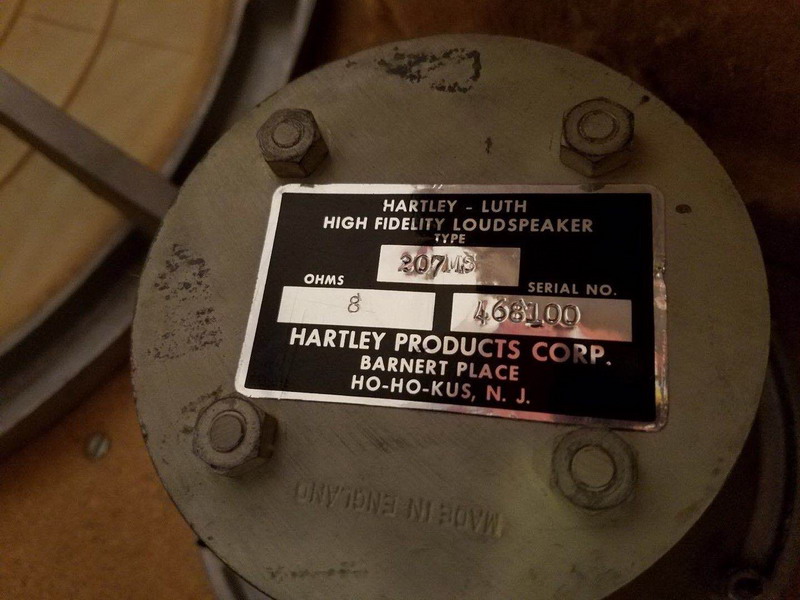 HARTLEY - LUTH
HIGH FIDELITY LOUDSPEAKER
TYPE
207MS
OHMS
SERIAL NO.
8
468100
HARTLEY PRODUCTS CORP.
BARNERT PLACE
HO-HO-KUS, N. J.
MADE IN ENGLAND